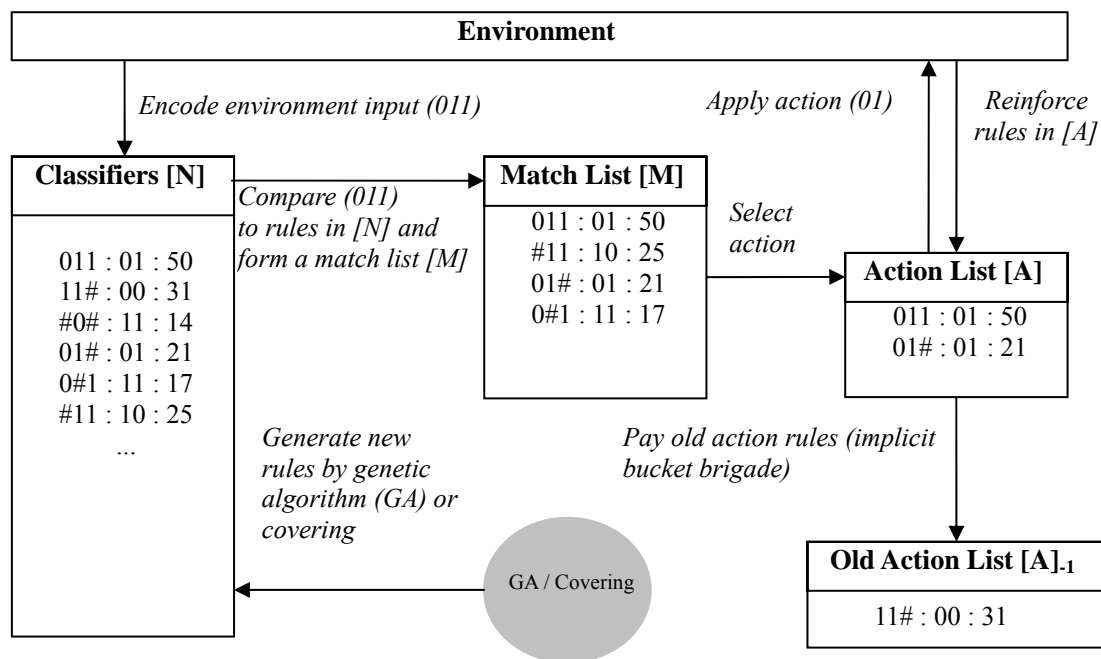 Environment
Encode environment input (011)
Apply action (01)
Reinforce
rules in [A]
Classifiers [N]
011 : 01 : 50
11# : 00 : 31
#0# : 11 : 14
01# : 01 : 21
0#1 : 11 : 17
#11 : 10 : 25
...
Compare (011)
to rules in [N] and
form a match list [M]
Match List [M]
011 : 01 : 50
#11 : 10 : 25
01# : 01 : 21
0#1 : 11 : 17
Select
action
Action List [A]
011 : 01 : 50
01# : 01 : 21
Generate new
rules by genetic
algorithm (GA) or
covering
Pay old action rules (implicit
bucket brigade)
GA / Covering
Old Action List [A]-1
11# : 00 : 31